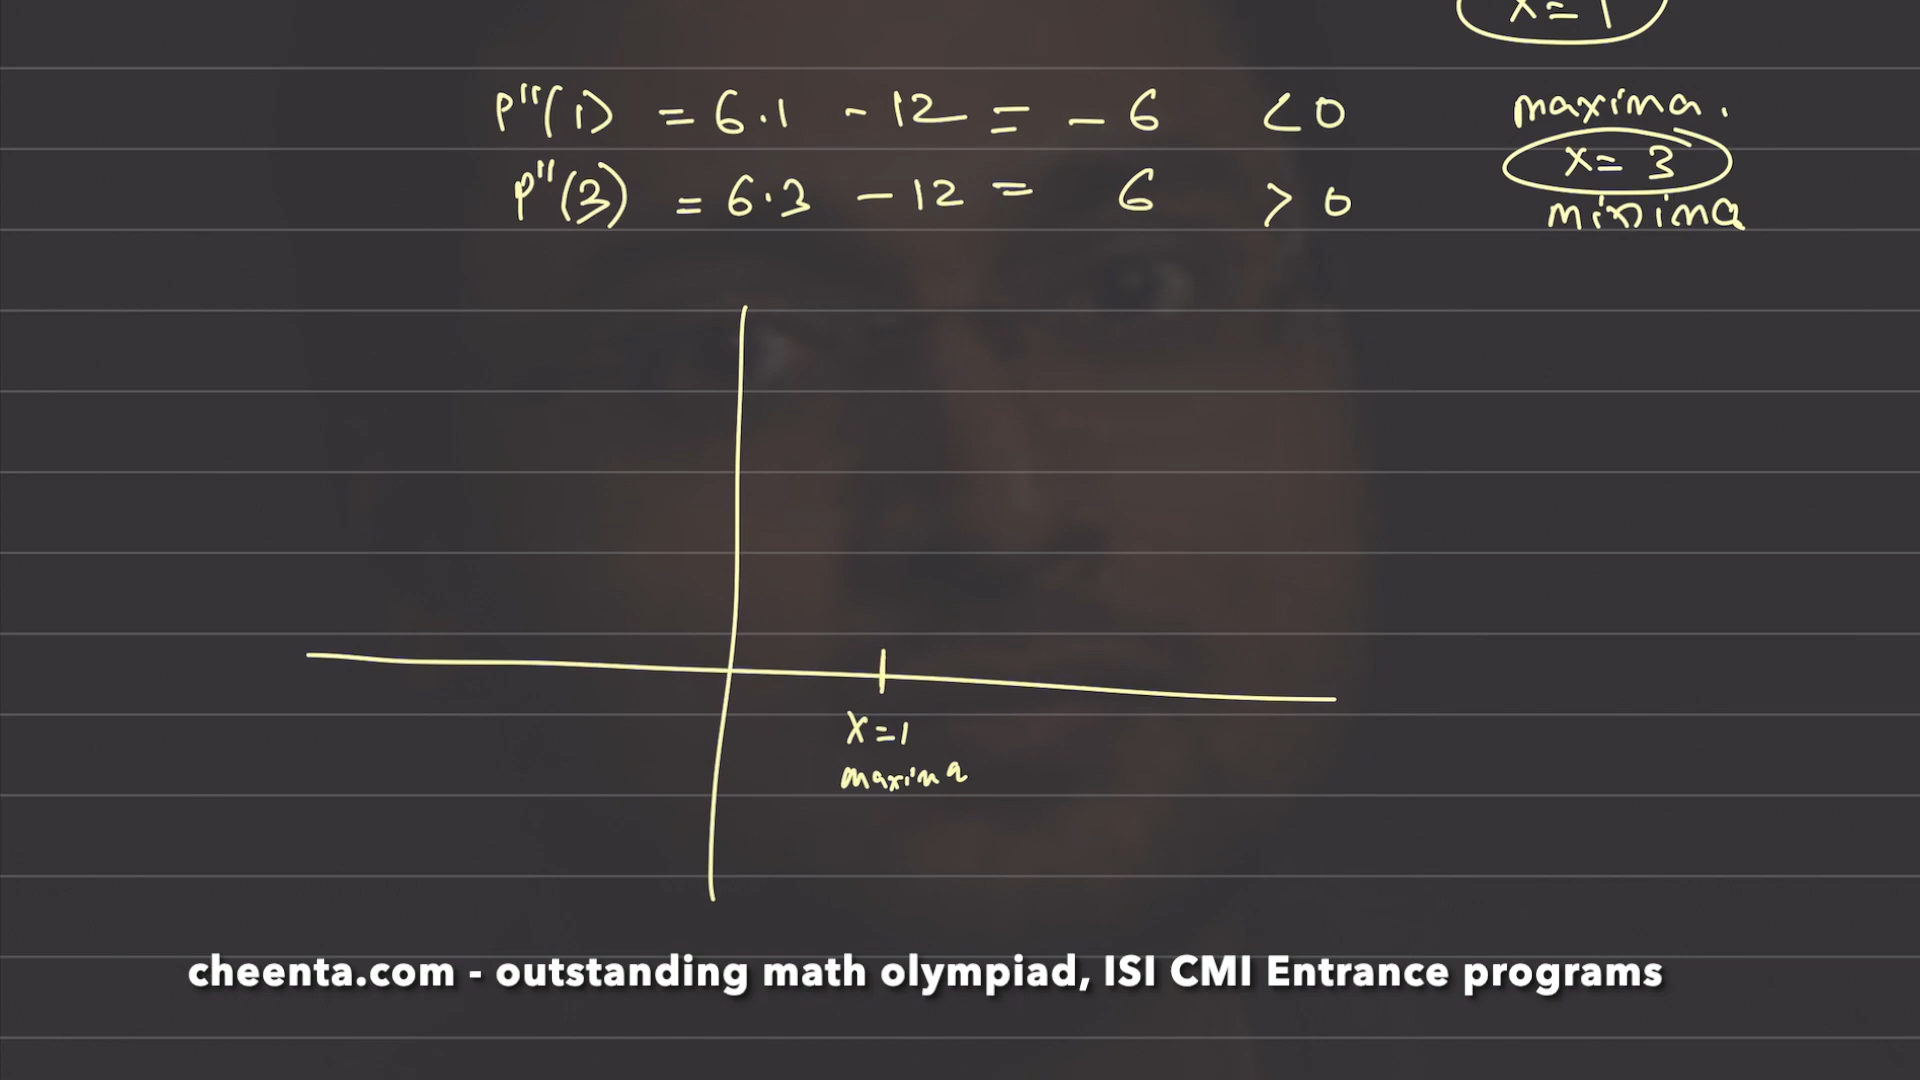 x = 1
P''(1) = 6.1 - 12 = - 6 < 0
maxima.
x = 3
P''(3) = 6.3 - 12 = 6 > 0
minima
x = 1
maxima
cheenta.com - outstanding math olympiad, ISI CMI Entrance programs